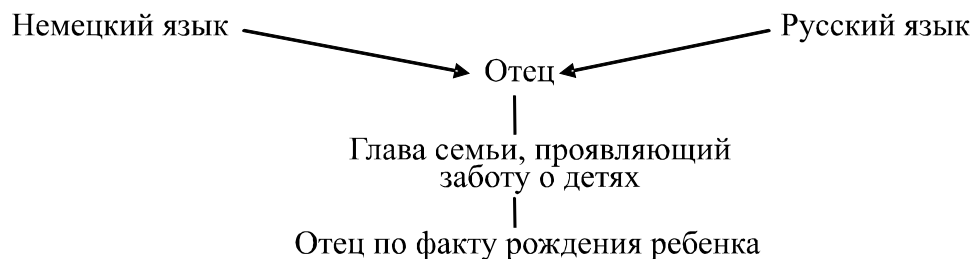 Немецкий язык Русский язык
Отец
Глава семьи, проявляющий
заботу о детях
Отец по факту рождения ребенка